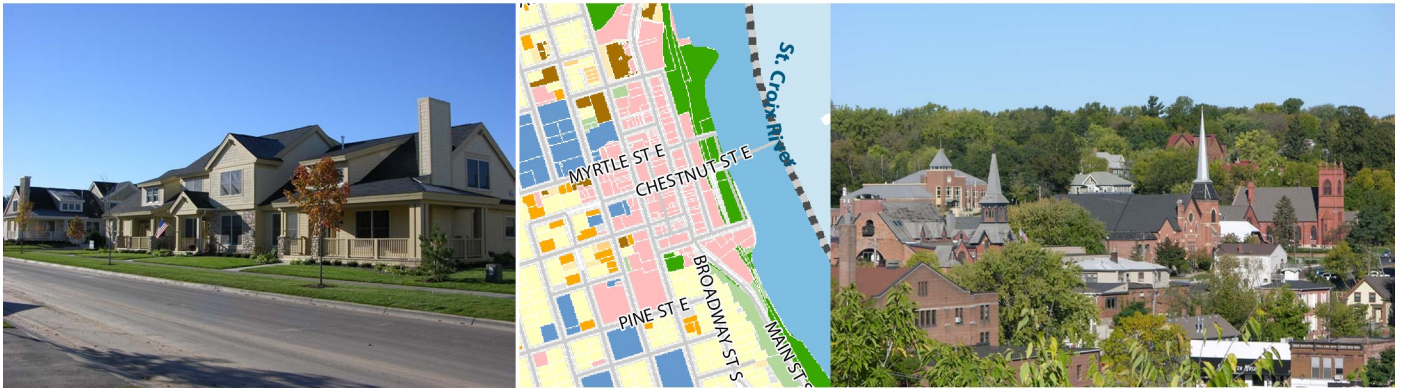 St. Croix River
MYRTLE ST E
CHESTNUT ST E
BROADWAY ST S
PINE ST E
MAIN ST S